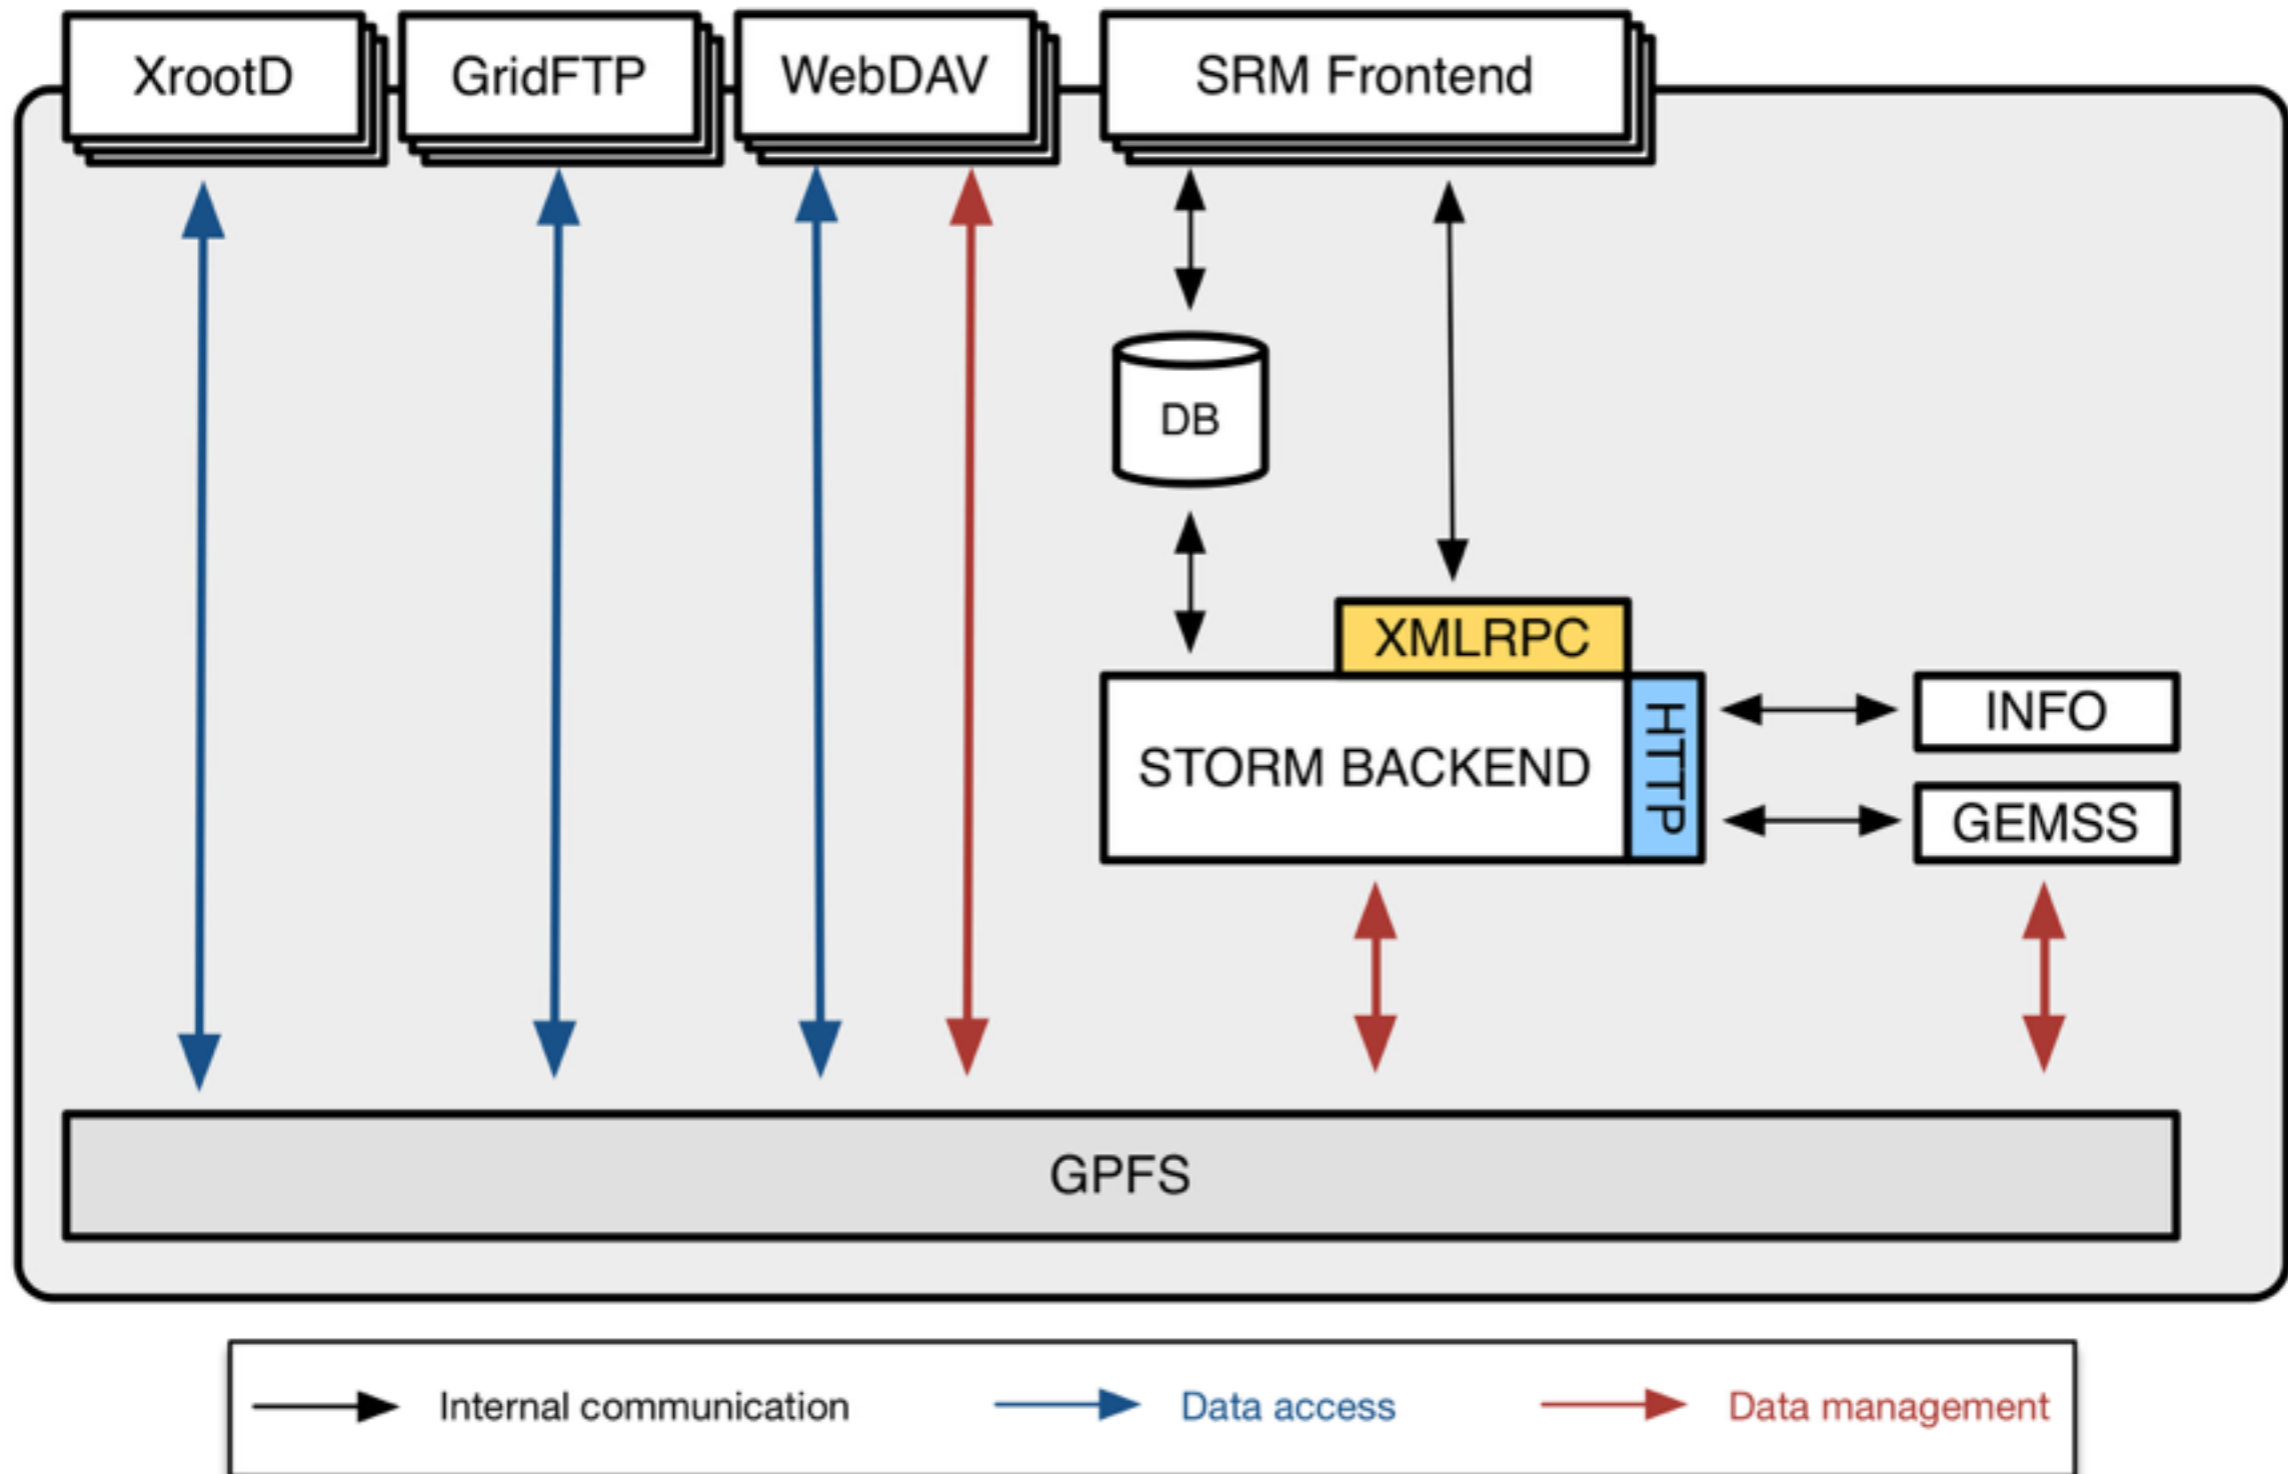 XrootD
GridFTP
WebDAV
SRM Frontend
DB
XMLRPC
STORM BACKEND
HTTP
INFO
GEMSS
GPFS
Internal communication
Data access
Data management